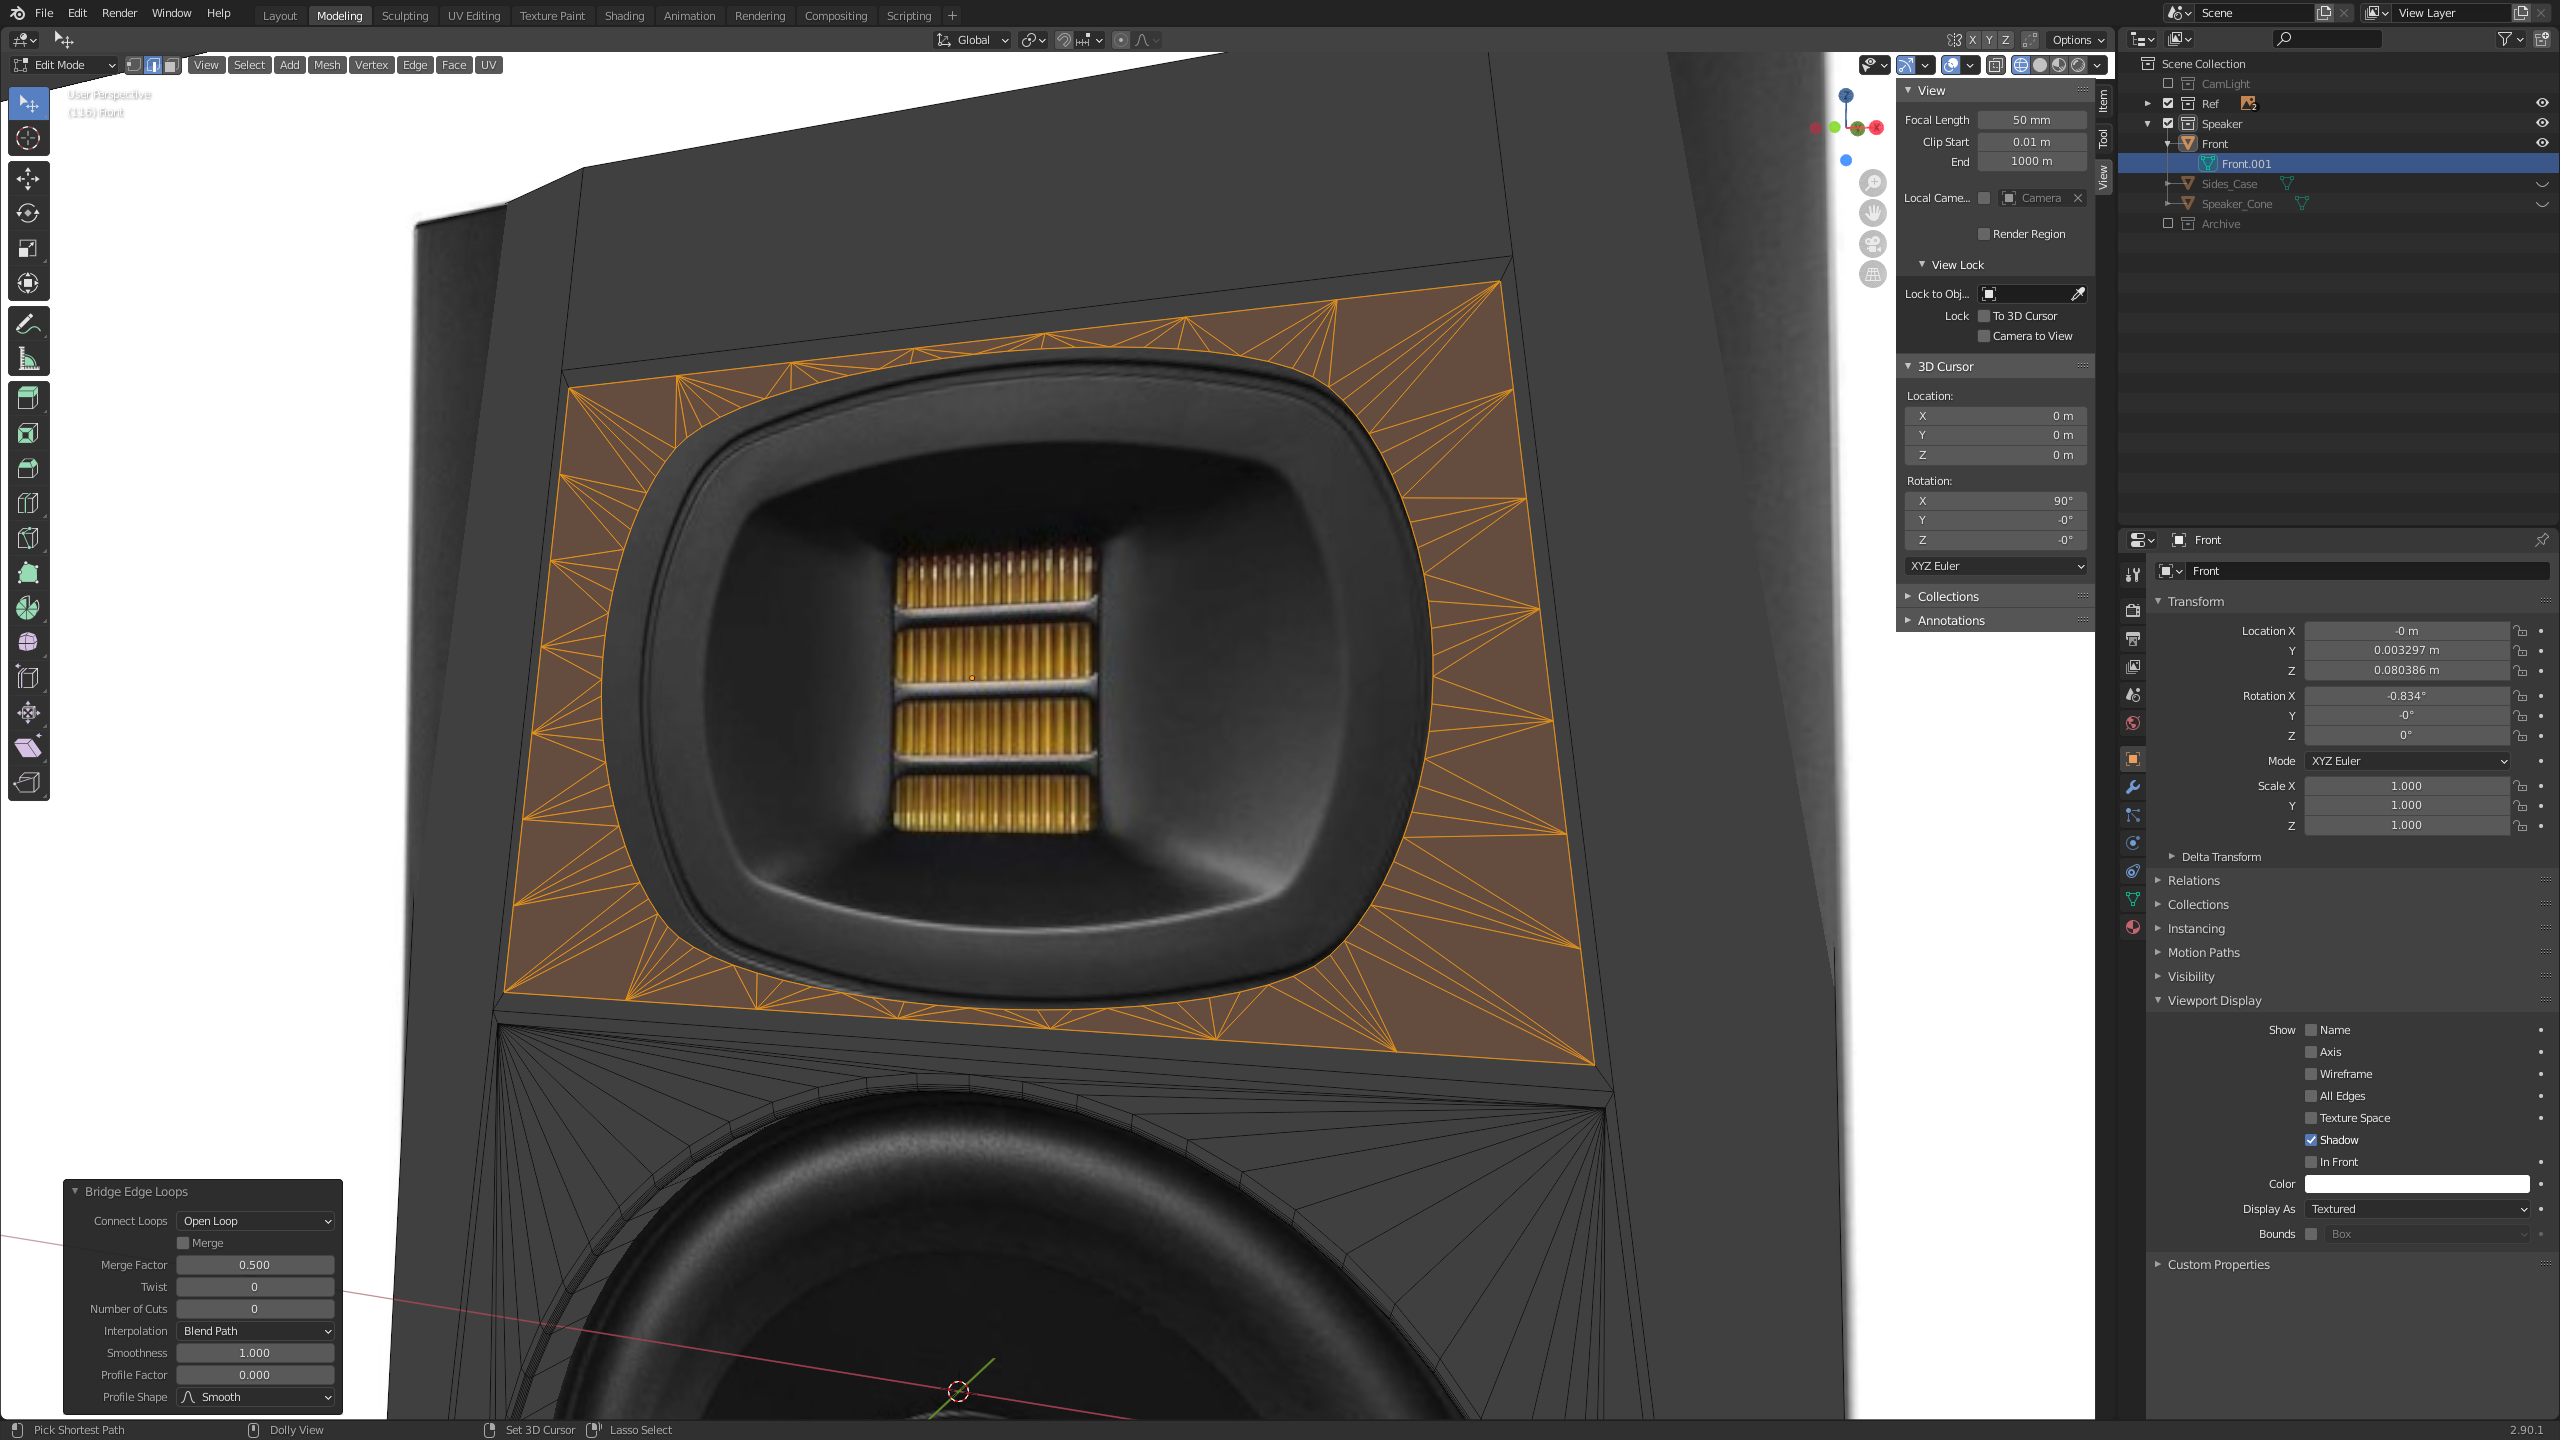 File Edit Render Window Help Layout Modeling Sculpting UV Editing Texture Paint Shading Animation Rendering Compositing Scripting + Scene View Layer
Global X Y Z Options
Edit Mode View Select Add Mesh Vertex Edge Face UV
User Perspective
(116) Front
Z
X
Item
Tool
View
View
Focal Length 50 mm
Clip Start 0.01 m
End 1000 m
Local Came... Camera
Render Region
View Lock
Lock to Obj...
Lock To 3D Cursor
Camera to View
3D Cursor
Location:
X 0 m
Y 0 m
Z 0 m
Rotation:
X 90°
Y -0°
Z -0°
XYZ Euler
Collections
Annotations
Scene Collection
CamLight
Ref 2
Speaker
Front
Front.001
Sides_Case
Speaker_Cone
Archive
Front
Front
Transform
Location X -0 m
Y 0.003297 m
Z 0.080386 m
Rotation X -0.834°
Y -0°
Z 0°
Mode XYZ Euler
Scale X 1.000
Y 1.000
Z 1.000
Delta Transform
Relations
Collections
Instancing
Motion Paths
Visibility
Viewport Display
Show Name
Axis
Wireframe
All Edges
Texture Space
Shadow
In Front
Color
Display As Textured
Bounds Box
Custom Properties
Bridge Edge Loops
Connect Loops Open Loop
Merge
Merge Factor 0.500
Twist 0
Number of Cuts 0
Interpolation Blend Path
Smoothness 1.000
Profile Factor 0.000
Profile Shape Smooth
Pick Shortest Path Dolly View Set 3D Cursor Lasso Select 2.90.1